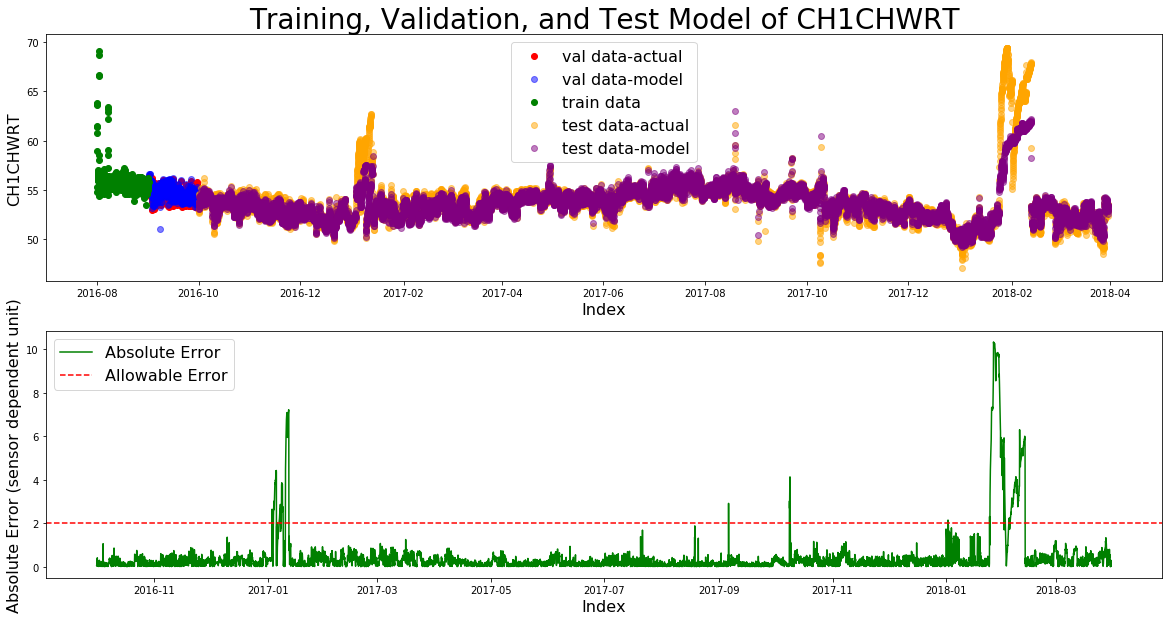 Training, Validation, and Test Model of CH1CHWRT
val data-actual
val data-model
train data
test data-actual
test data-model
CH1CHWRT
70
65
60
55
50
2016-08 2016-10 2016-12 2017-02 2017-04 2017-06 2017-08 2017-10 2017-12 2018-02 2018-04
Index
Absolute Error
Allowable Error
Absolute Error (sensor dependent unit)
10
8
6
4
2
0
2016-11 2017-01 2017-03 2017-05 2017-07 2017-09 2017-11 2018-01 2018-03
Index